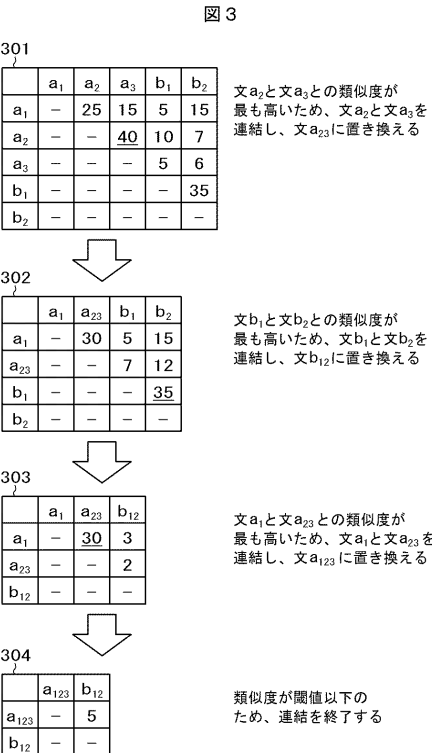 図3
301
a₁ a₂ a₃ b₁ b₂
a₁ － 25 15 5 15
a₂ － － 40 10 7
a₃ － － － 5 6
b₁ － － － － 35
b₂ － － － － －
文a₂と文a₃との類似度が
最も高いため、文a₂と文a₃を
連結し、文a₂₃に置き換える
302
a₁ a₂₃ b₁ b₂
a₁ － 30 5 15
a₂₃ － － 7 12
b₁ － － － 35
b₂ － － － －
文b₁と文b₂との類似度が
最も高いため、文b₁と文b₂を
連結し、文b₁₂に置き換える
303
a₁ a₂₃ b₁₂
a₁ － 30 3
a₂₃ － － 2
b₁₂ － － －
文a₁と文a₂₃との類似度が
最も高いため、文a₁と文a₂₃を
連結し、文a₁₂₃に置き換える
304
a₁₂₃ b₁₂
a₁₂₃ － 5
b₁₂ － －
類似度が閾値以下の
ため、連結を終了する